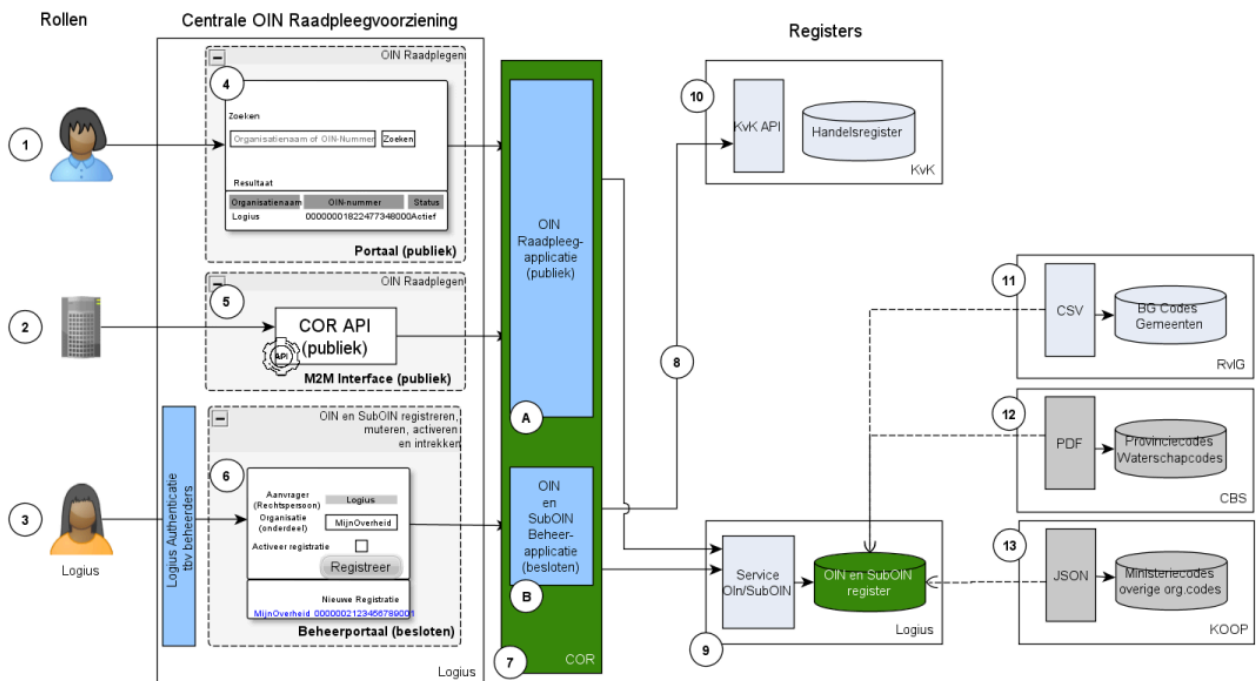 Rollen
Centrale OIN Raadpleegvoorziening
Registers
1
2
3
Logius
OIN Raadplegen
4
Zoeken
Organisatienaam of OIN-Nummer
Zoeken
Resultaat
Organisatienaam OIN-nummer Status
Logius 00000001822477348000 Actief
Portaal (publiek)
OIN Raadplegen
5
COR API
(publiek)
API
M2M Interface (publiek)
Logius Authenticatie
tbv beheerders
OIN en SubOIN registreren,
muteren, activeren
en intrekken
6
Aanvrager
(Rechtspersoon)
Logius
Organisatie
(onderdeel)
MijnOverheid
Activeer registratie
Registreer
Nieuwe Registratie
MijnOverheid 0000002123456789001
Beheerportaal (besloten)
Logius
OIN
Raadpleeg-
applicatie
(publiek)
A
OIN
en
SubOIN
Beheer-
applicatie
(besloten)
B
7
COR
8
10
KvK API
Handelsregister
KvK
11
CSV
BG Codes
Gemeenten
RvIG
12
PDF
Provinciecodes
Waterschapcodes
CBS
13
JSON
Ministeriecodes
overige org.codes
KOOP
Service
OIn/SubOIN
OIN en SubOIN
register
Logius
9